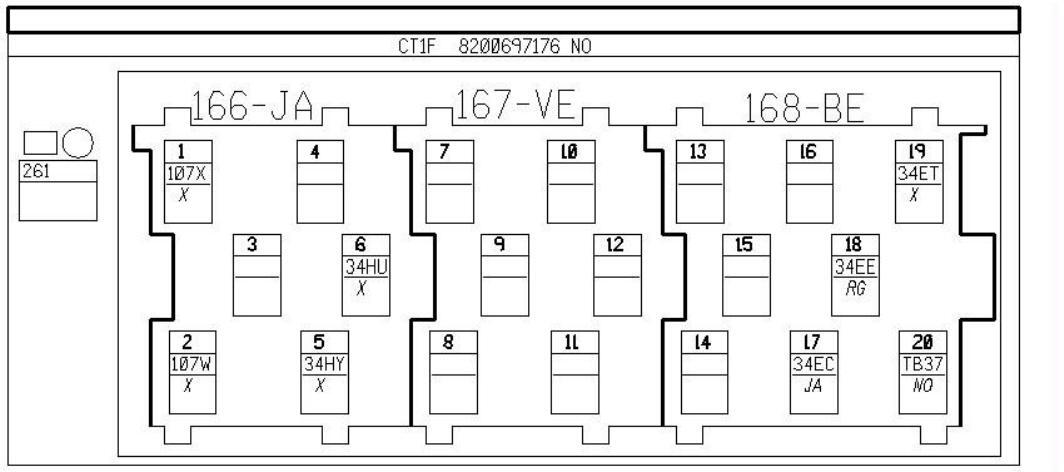 CT1F 8200697176 NO
166-JA 167-VE 168-BE
261
1 4 7 10 13 16 19
107X 34ET
X X
3 6 9 12 15 18
34HU 34EE
X RG
2 5 8 11 14 17 20
107W 34HY 34EC TB37
X X JA NO